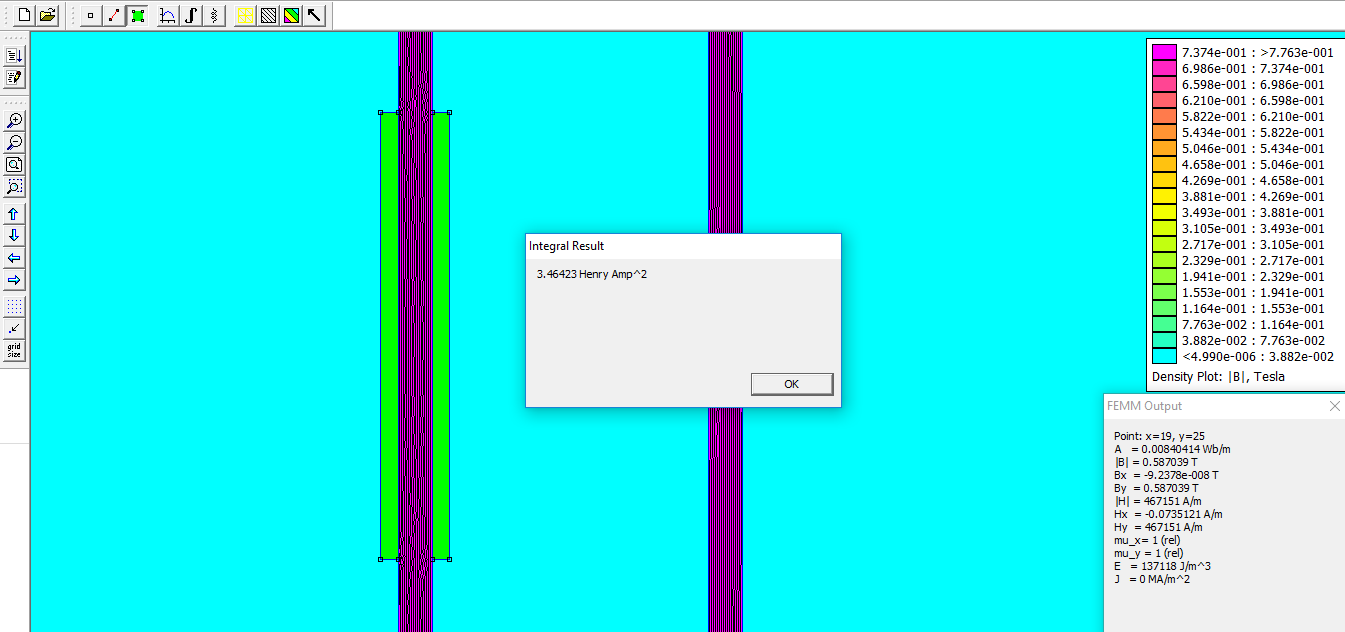 grid
size
Integral Result
3.46423 Henry Amp^2
OK
7.374e-001 : >7.763e-001
6.986e-001 : 7.374e-001
6.598e-001 : 6.986e-001
6.210e-001 : 6.598e-001
5.822e-001 : 6.210e-001
5.434e-001 : 5.822e-001
5.046e-001 : 5.434e-001
4.658e-001 : 5.046e-001
4.269e-001 : 4.658e-001
3.881e-001 : 4.269e-001
3.493e-001 : 3.881e-001
3.105e-001 : 3.493e-001
2.717e-001 : 3.105e-001
2.329e-001 : 2.717e-001
1.941e-001 : 2.329e-001
1.553e-001 : 1.941e-001
1.164e-001 : 1.553e-001
7.763e-002 : 1.164e-001
3.882e-002 : 7.763e-002
<4.990e-006 : 3.882e-002
Density Plot: |B|, Tesla
FEMM Output
Point: x=19, y=25
A = 0.00840414 Wb/m
|B| = 0.587039 T
Bx = -9.2378e-008 T
By = 0.587039 T
|H| = 467151 A/m
Hx = -0.0735121 A/m
Hy = 467151 A/m
mu_x= 1 (rel)
mu_y = 1 (rel)
E = 137118 J/m^3
J = 0 MA/m^2